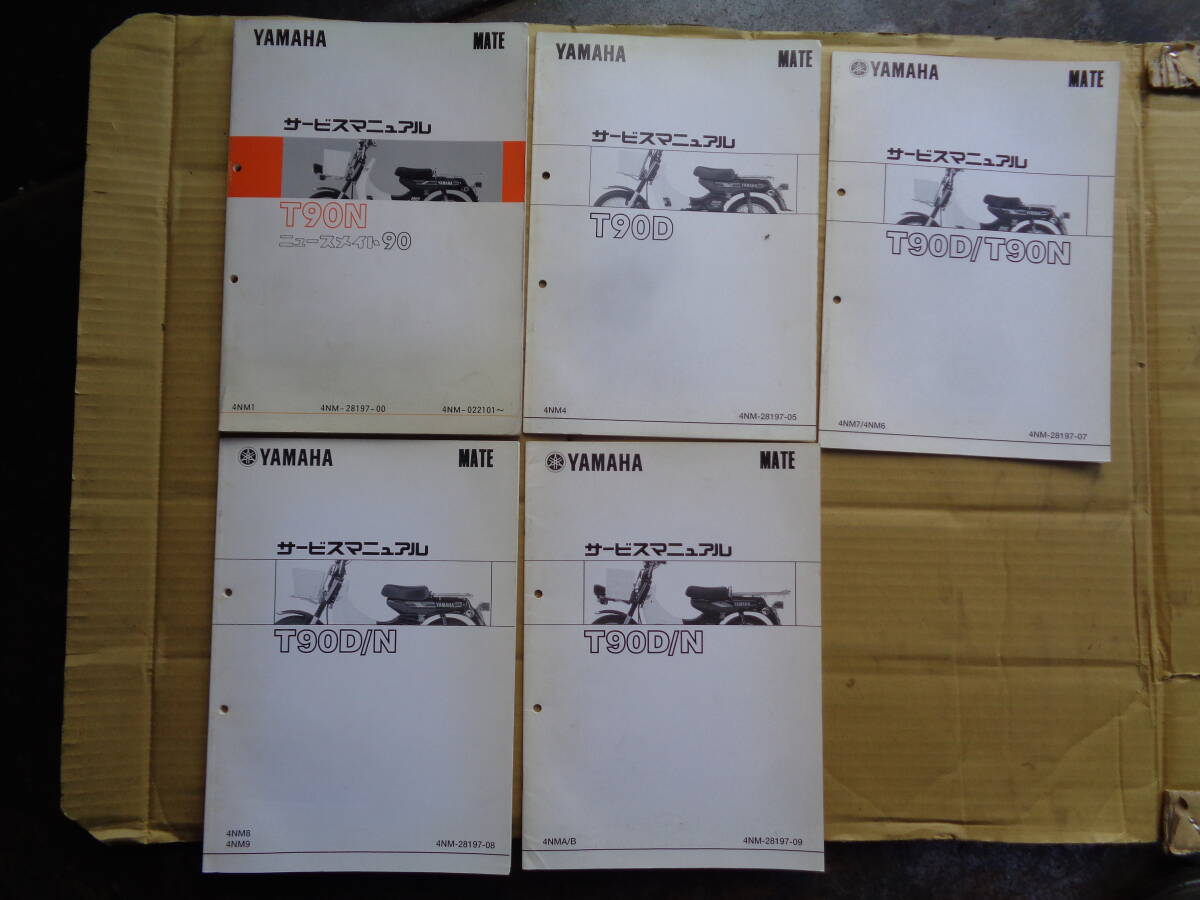 YAMAHA MATE
サービスマニュアル
T90N
ニュースメイト90
4NM1 4NM-28197-00 4NM-022101~
YAMAHA MATE
サービスマニュアル
T90D
4NM4 4NM-28197-05
YAMAHA MATE
サービスマニュアル
T90D/T90N
4NM7/4NM6 4NM-28197-07
YAMAHA MATE
サービスマニュアル
YAMAHA
T90D/N
4NM8
4NM9 4NM-28197-08
YAMAHA MATE
サービスマニュアル
YAMAHA
T90D/N
4NMA/B 4NM-28197-09